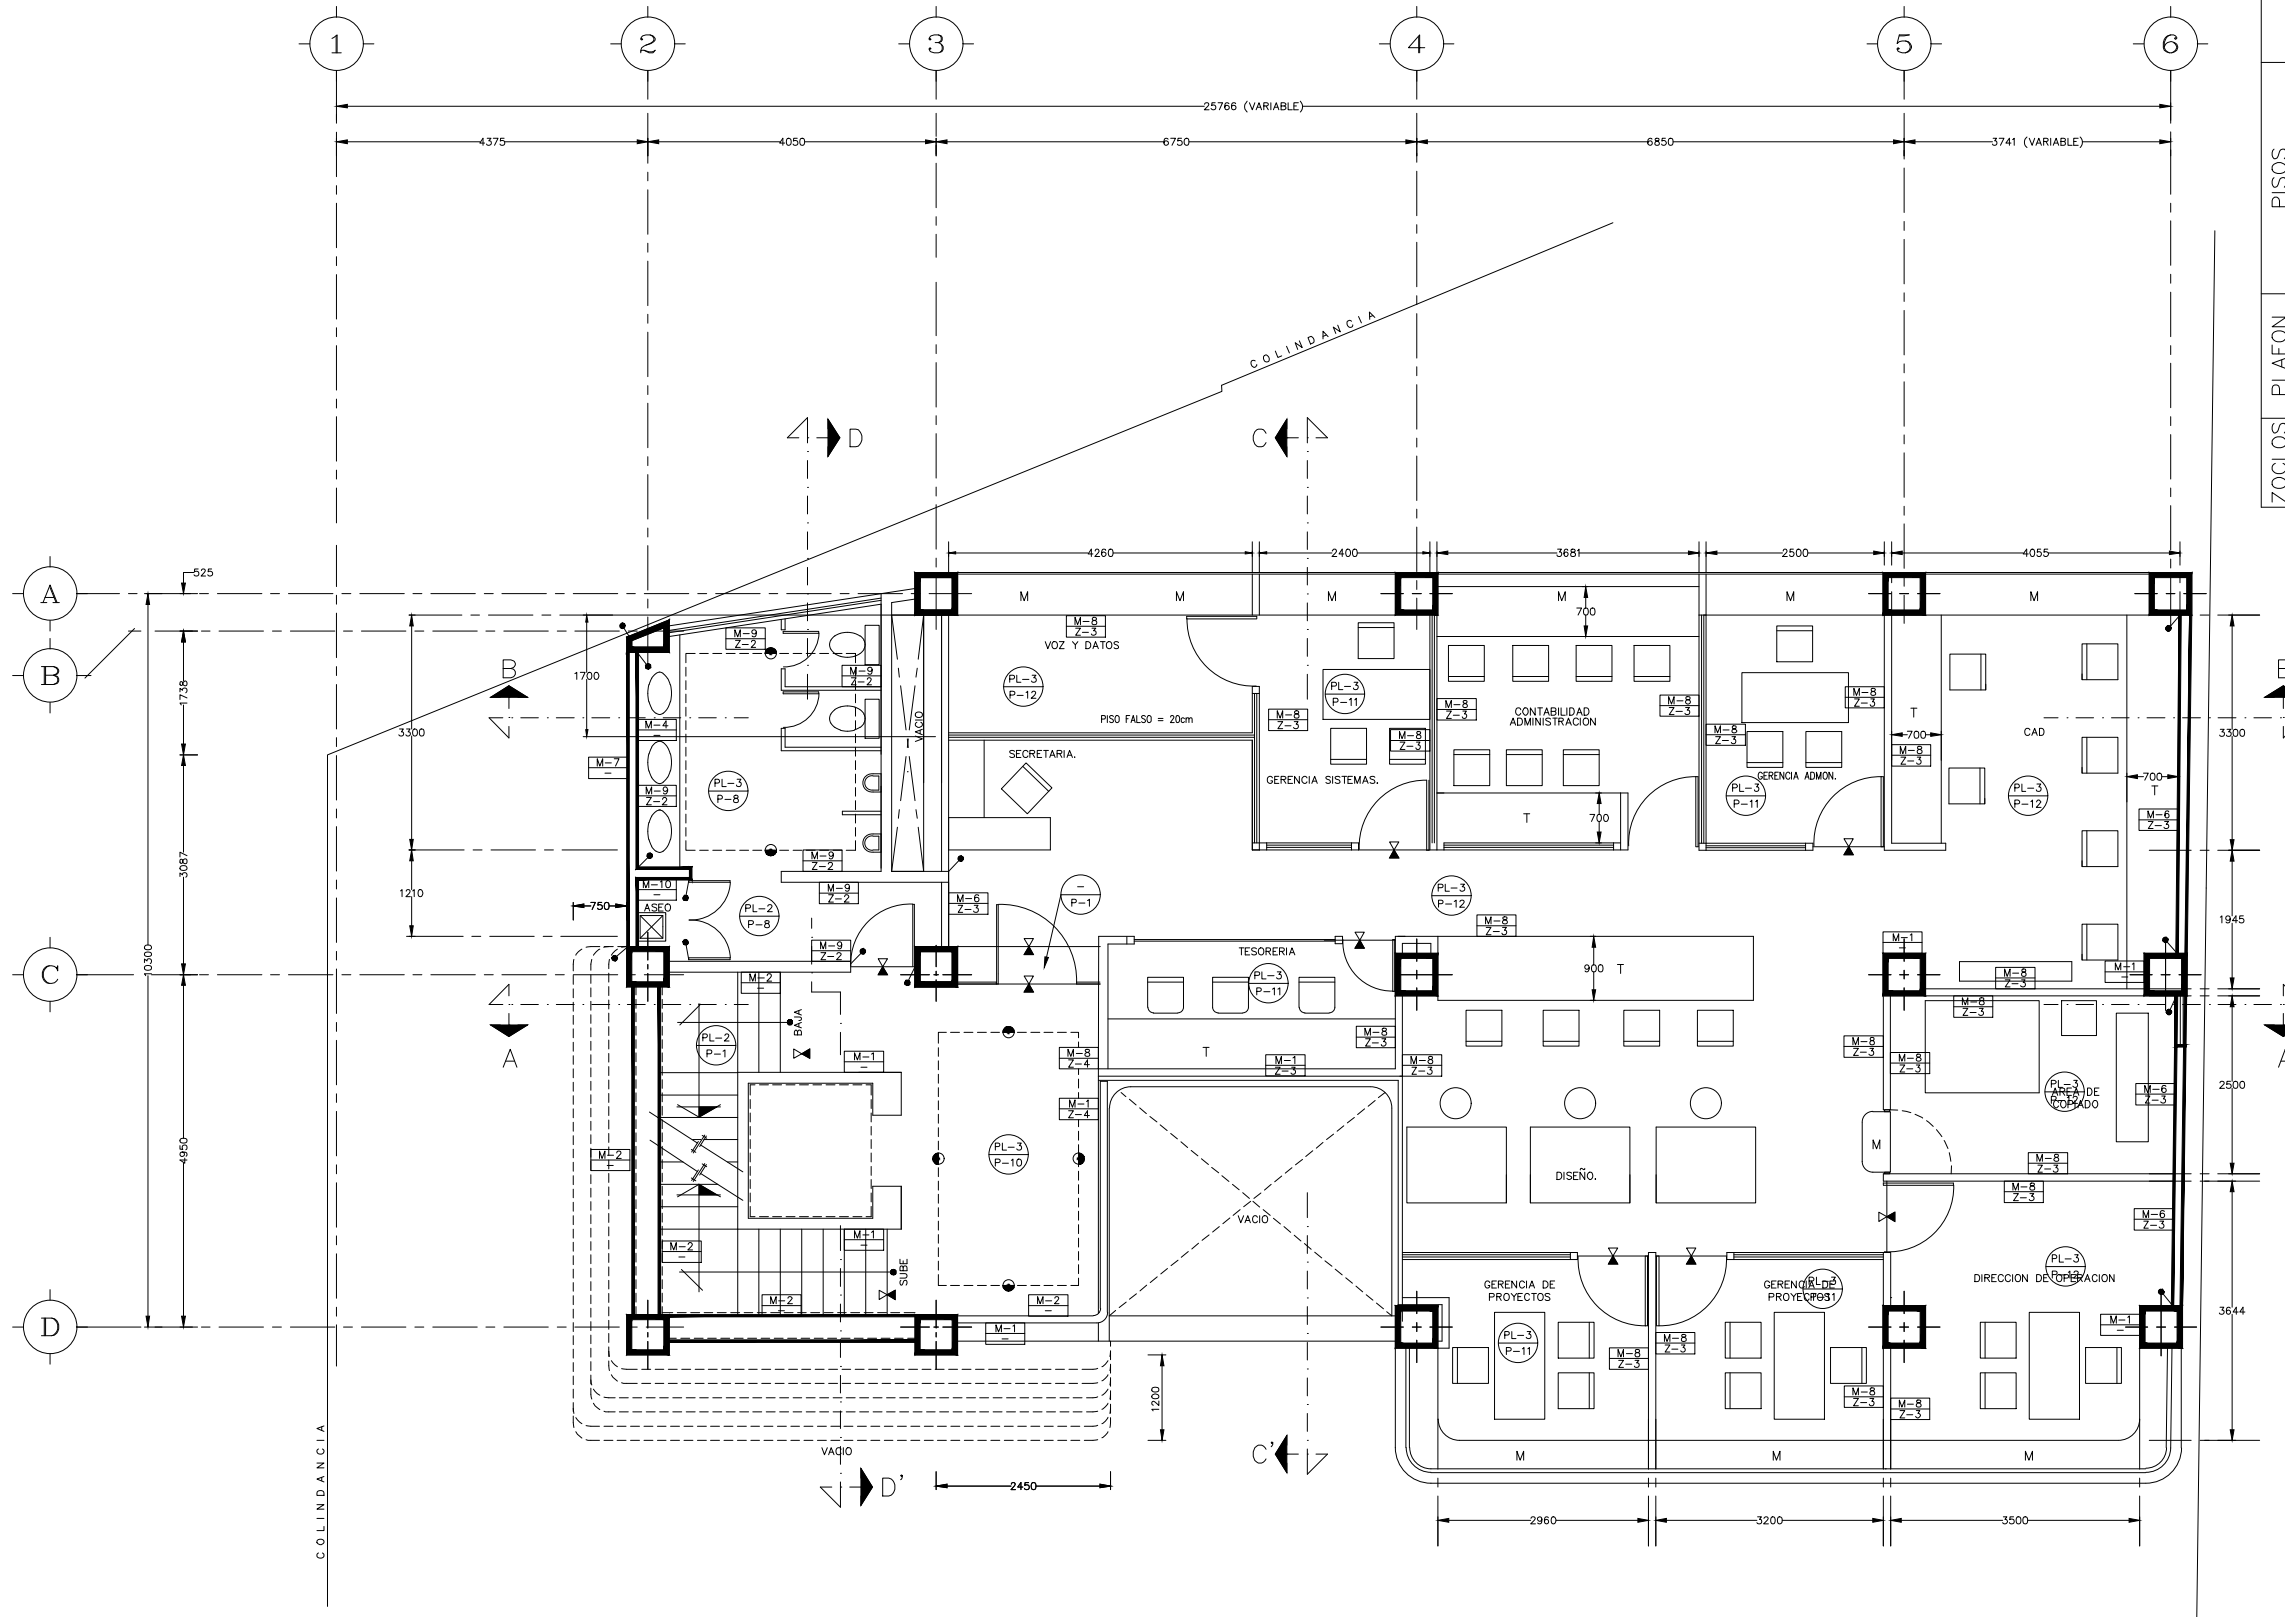 1
2
3
4
5
6
25766 (VARIABLE)
4375
4050
6750
6850
3741 (VARIABLE)
PISOS
PLAFON
ZOCLOS
COLINDANCIA
D
C
4260
2400
3681
2500
4055
A
525
B
1738
3300
1700
3087
1210
750
10300
C
4950
D
B
A
M
M
M
M
M
M
700
M-9
Z-2
M-9
Z-2
M-4
-
M-7
-
M-9
Z-2
PL-3
P-8
VACIO
M-9
Z-2
M-9
Z-2
M-10
-
ASEO
PL-2
P-8
M-9
Z-2
M-8
Z-3
VOZ Y DATOS
PL-3
P-12
PISO FALSO = 20cm
SECRETARIA.
M-8
Z-3
PL-3
P-11
M-8
Z-3
GERENCIA SISTEMAS.
M-8
Z-3
CONTABILIDAD
ADMINISTRACION
M-8
Z-3
T
700
M-8
Z-3
M-8
Z-3
GERENCIA ADMON.
PL-3
P-11
T
700
M-8
Z-3
CAD
PL-3
P-12
700
T
M-6
Z-3
3300
1945
2500
3644
M-6
Z-3
-
P-1
PL-3
P-12
M-8
Z-3
M-1
-
M-8
Z-3
M-1
-
TESORERIA
PL-3
P-11
900
T
M-8
Z-3
T
M-1
Z-3
M-8
Z-3
M-2
-
BAJA
PL-2
P-1
M-1
-
M-8
Z-4
M-1
Z-4
PL-3
P-10
M-2
-
M-2
-
M-1
-
SUBE
M-2
-
M-2
-
M-1
-
VACIO
DISEÑO.
M-8
Z-3
M-8
Z-3
M-8
Z-3
PL-3
P-12
AREA DE
COPIADO
M-6
Z-3
M
M-8
Z-3
M-8
Z-3
M-6
Z-3
PL-3
P-12
DIRECCION DE OPERACION
GERENCIA DE
PROYECTOS
PL-3
P-11
GERENCIA DE
PROYECTOS
PL-3
P-11
M-8
Z-3
M-8
Z-3
M-8
Z-3
M-8
Z-3
M-1
-
M
M
M
1200
VACIO
D'
C'
2450
2960
3200
3500
COLINDANCIA